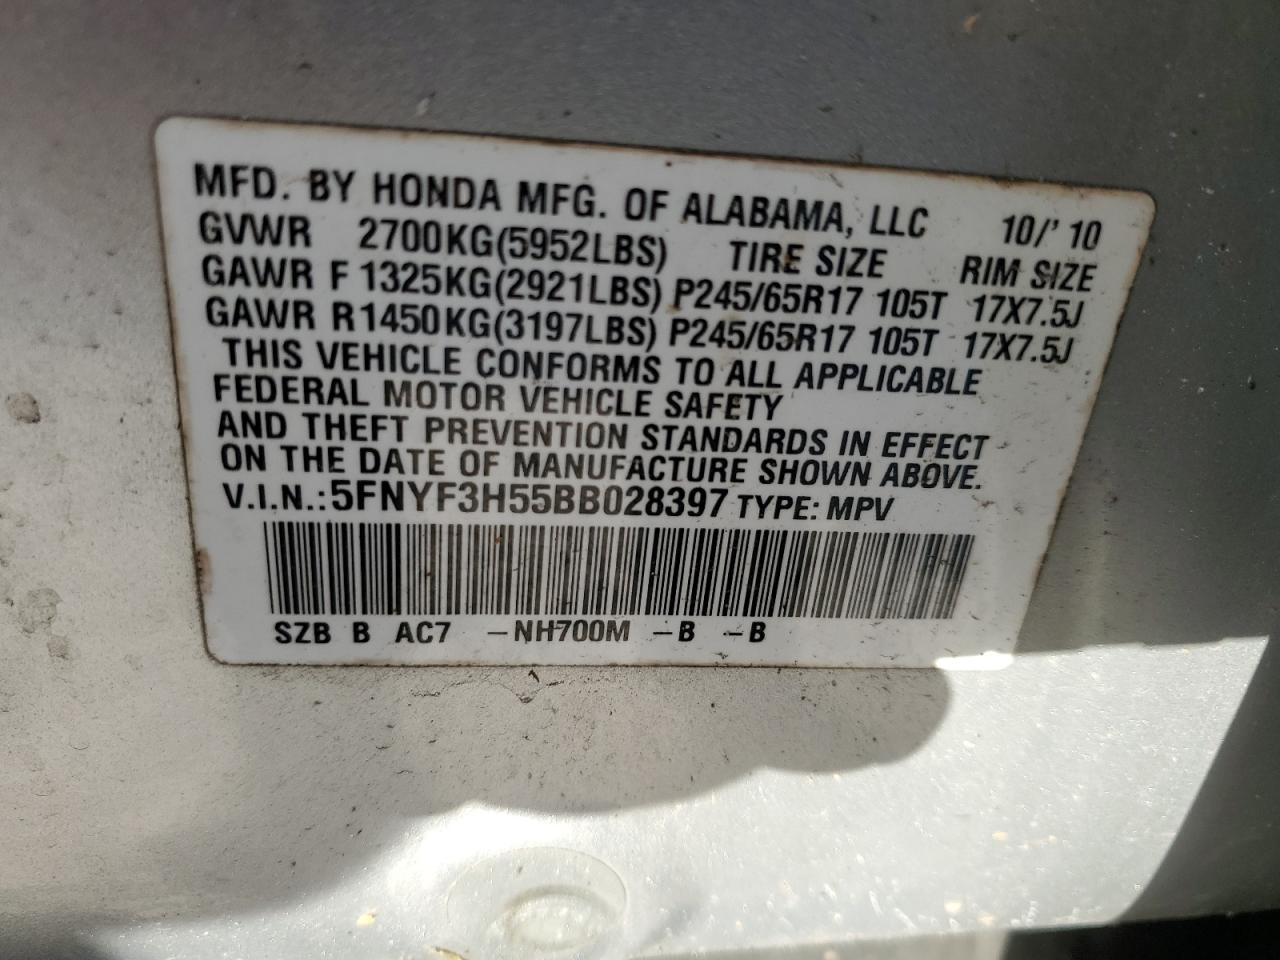 MFD. BY HONDA MFG. OF ALABAMA, LLC 10/'10
GVWR 2700KG(5952LBS) TIRE SIZE RIM SIZE
GAWR F 1325KG(2921LBS) P245/65R17 105T 17X7.5J
GAWR R1450KG(3197LBS) P245/65R17 105T 17X7.5J
THIS VEHICLE CONFORMS TO ALL APPLICABLE
FEDERAL MOTOR VEHICLE SAFETY
AND THEFT PREVENTION STANDARDS IN EFFECT
ON THE DATE OF MANUFACTURE SHOWN ABOVE.
V.I.N.:5FNYF3H55BB028397 TYPE: MPV
SZB B AC7 -NH700M -B -B